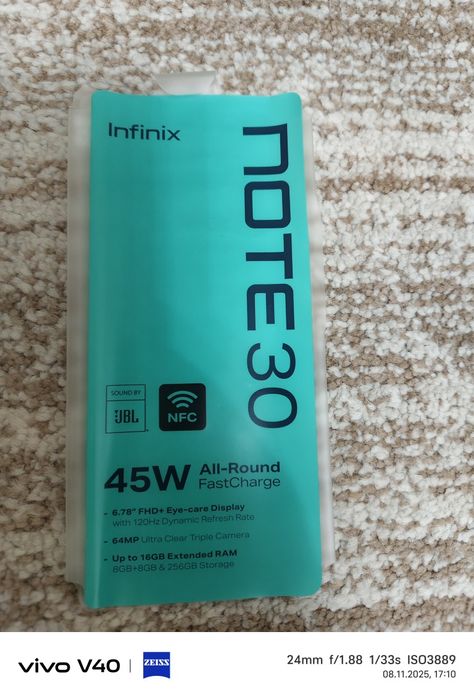 Infinix
NOTE 30
SOUND BY
JBL
NFC
45W All-Round
FastCharge
- 6.78" FHD+ Eye-care Display
with 120Hz Dynamic Refresh Rate
- 64MP Ultra Clear Triple Camera
- Up to 16GB Extended RAM
8GB+8GB & 256GB Storage
vivo V40 | ZEISS
24mm f/1.88 1/33s ISO3889
08.11.2025, 17:10